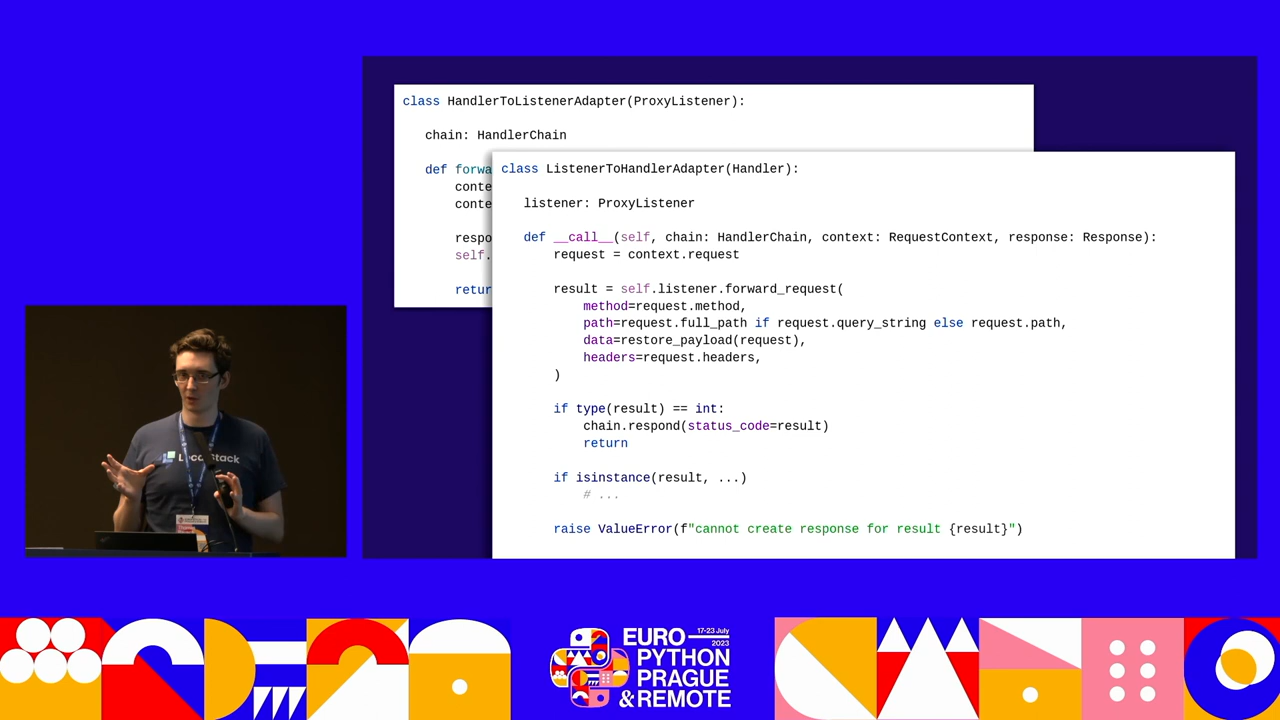 class HandlerToListenerAdapter(ProxyListener):
chain: HandlerChain
def forwa
conte
conte
respo
self.
retur
class ListenerToHandlerAdapter(Handler):
listener: ProxyListener
def __call__(self, chain: HandlerChain, context: RequestContext, response: Response):
request = context.request
result = self.listener.forward_request(
method=request.method,
path=request.full_path if request.query_string else request.path,
data=restore_payload(request),
headers=request.headers,
)
if type(result) == int:
chain.respond(status_code=result)
return
if isinstance(result, ...)
# ...
raise ValueError(f"cannot create response for result {result}")
17-23 July
2023
EURO
PYTHON
PRAGUE
&REMOTE